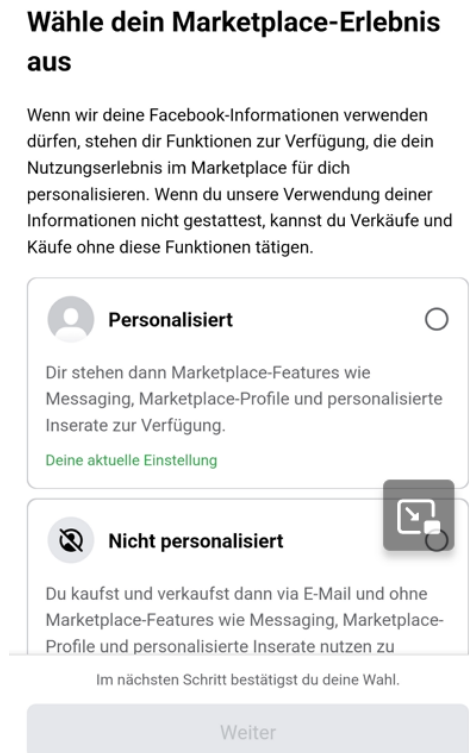 Wähle dein Marketplace-Erlebnis
aus
Wenn wir deine Facebook-Informationen verwenden
dürfen, stehen dir Funktionen zur Verfügung, die dein
Nutzungserlebnis im Marketplace für dich
personalisieren. Wenn du unsere Verwendung deiner
Informationen nicht gestattest, kannst du Verkäufe und
Käufe ohne diese Funktionen tätigen.
Personalisiert
Dir stehen dann Marketplace-Features wie
Messaging, Marketplace-Profile und personalisierte
Inserate zur Verfügung.
Deine aktuelle Einstellung
Nicht personalisiert
Du kaufst und verkaufst dann via E-Mail und ohne
Marketplace-Features wie Messaging, Marketplace-
Profile und personalisierte Inserate nutzen zu
Im nächsten Schritt bestätigst du deine Wahl.
Weiter